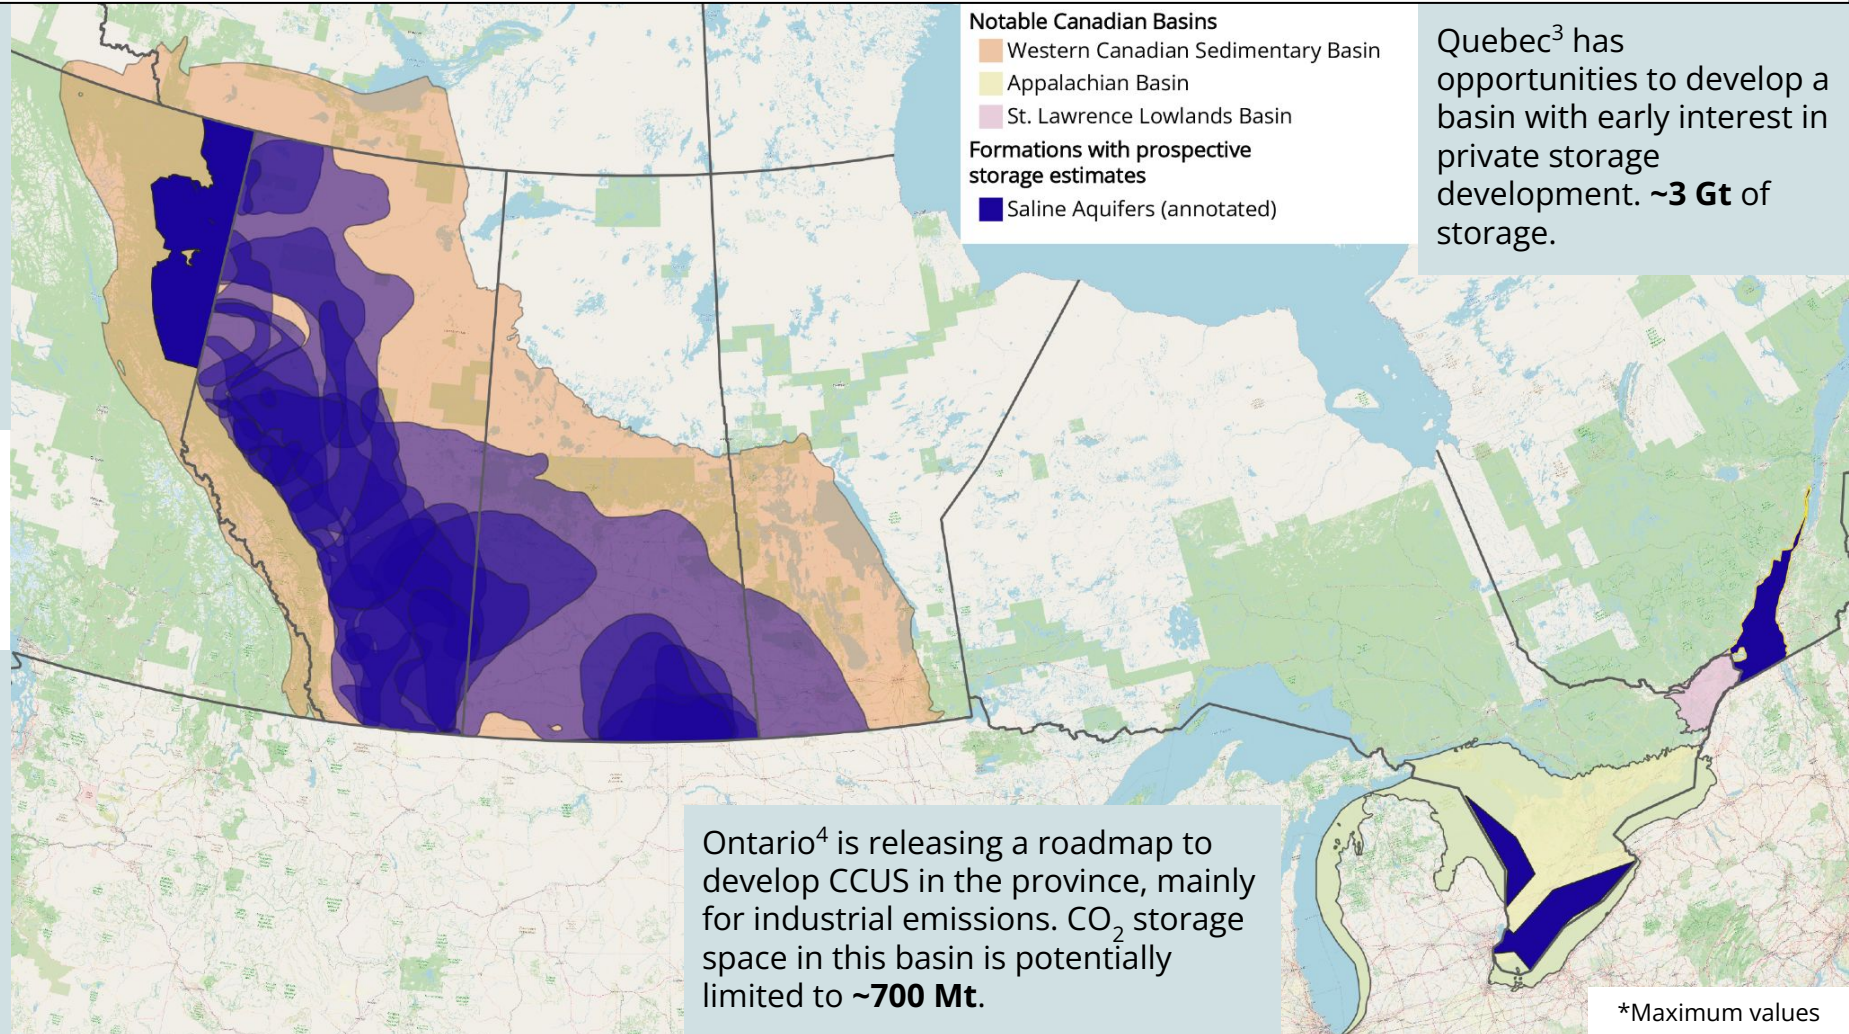 Notable Canadian Basins
Western Canadian Sedimentary Basin
Appalachian Basin
St. Lawrence Lowlands Basin
Formations with prospective
storage estimates
Saline Aquifers (annotated)
Quebec³ has
opportunities to develop a
basin with early interest in
private storage
development. ~3 Gt of
storage.
Ontario⁴ is releasing a roadmap to
develop CCUS in the province, mainly
for industrial emissions. CO₂ storage
space in this basin is potentially
limited to ~700 Mt.
*Maximum values